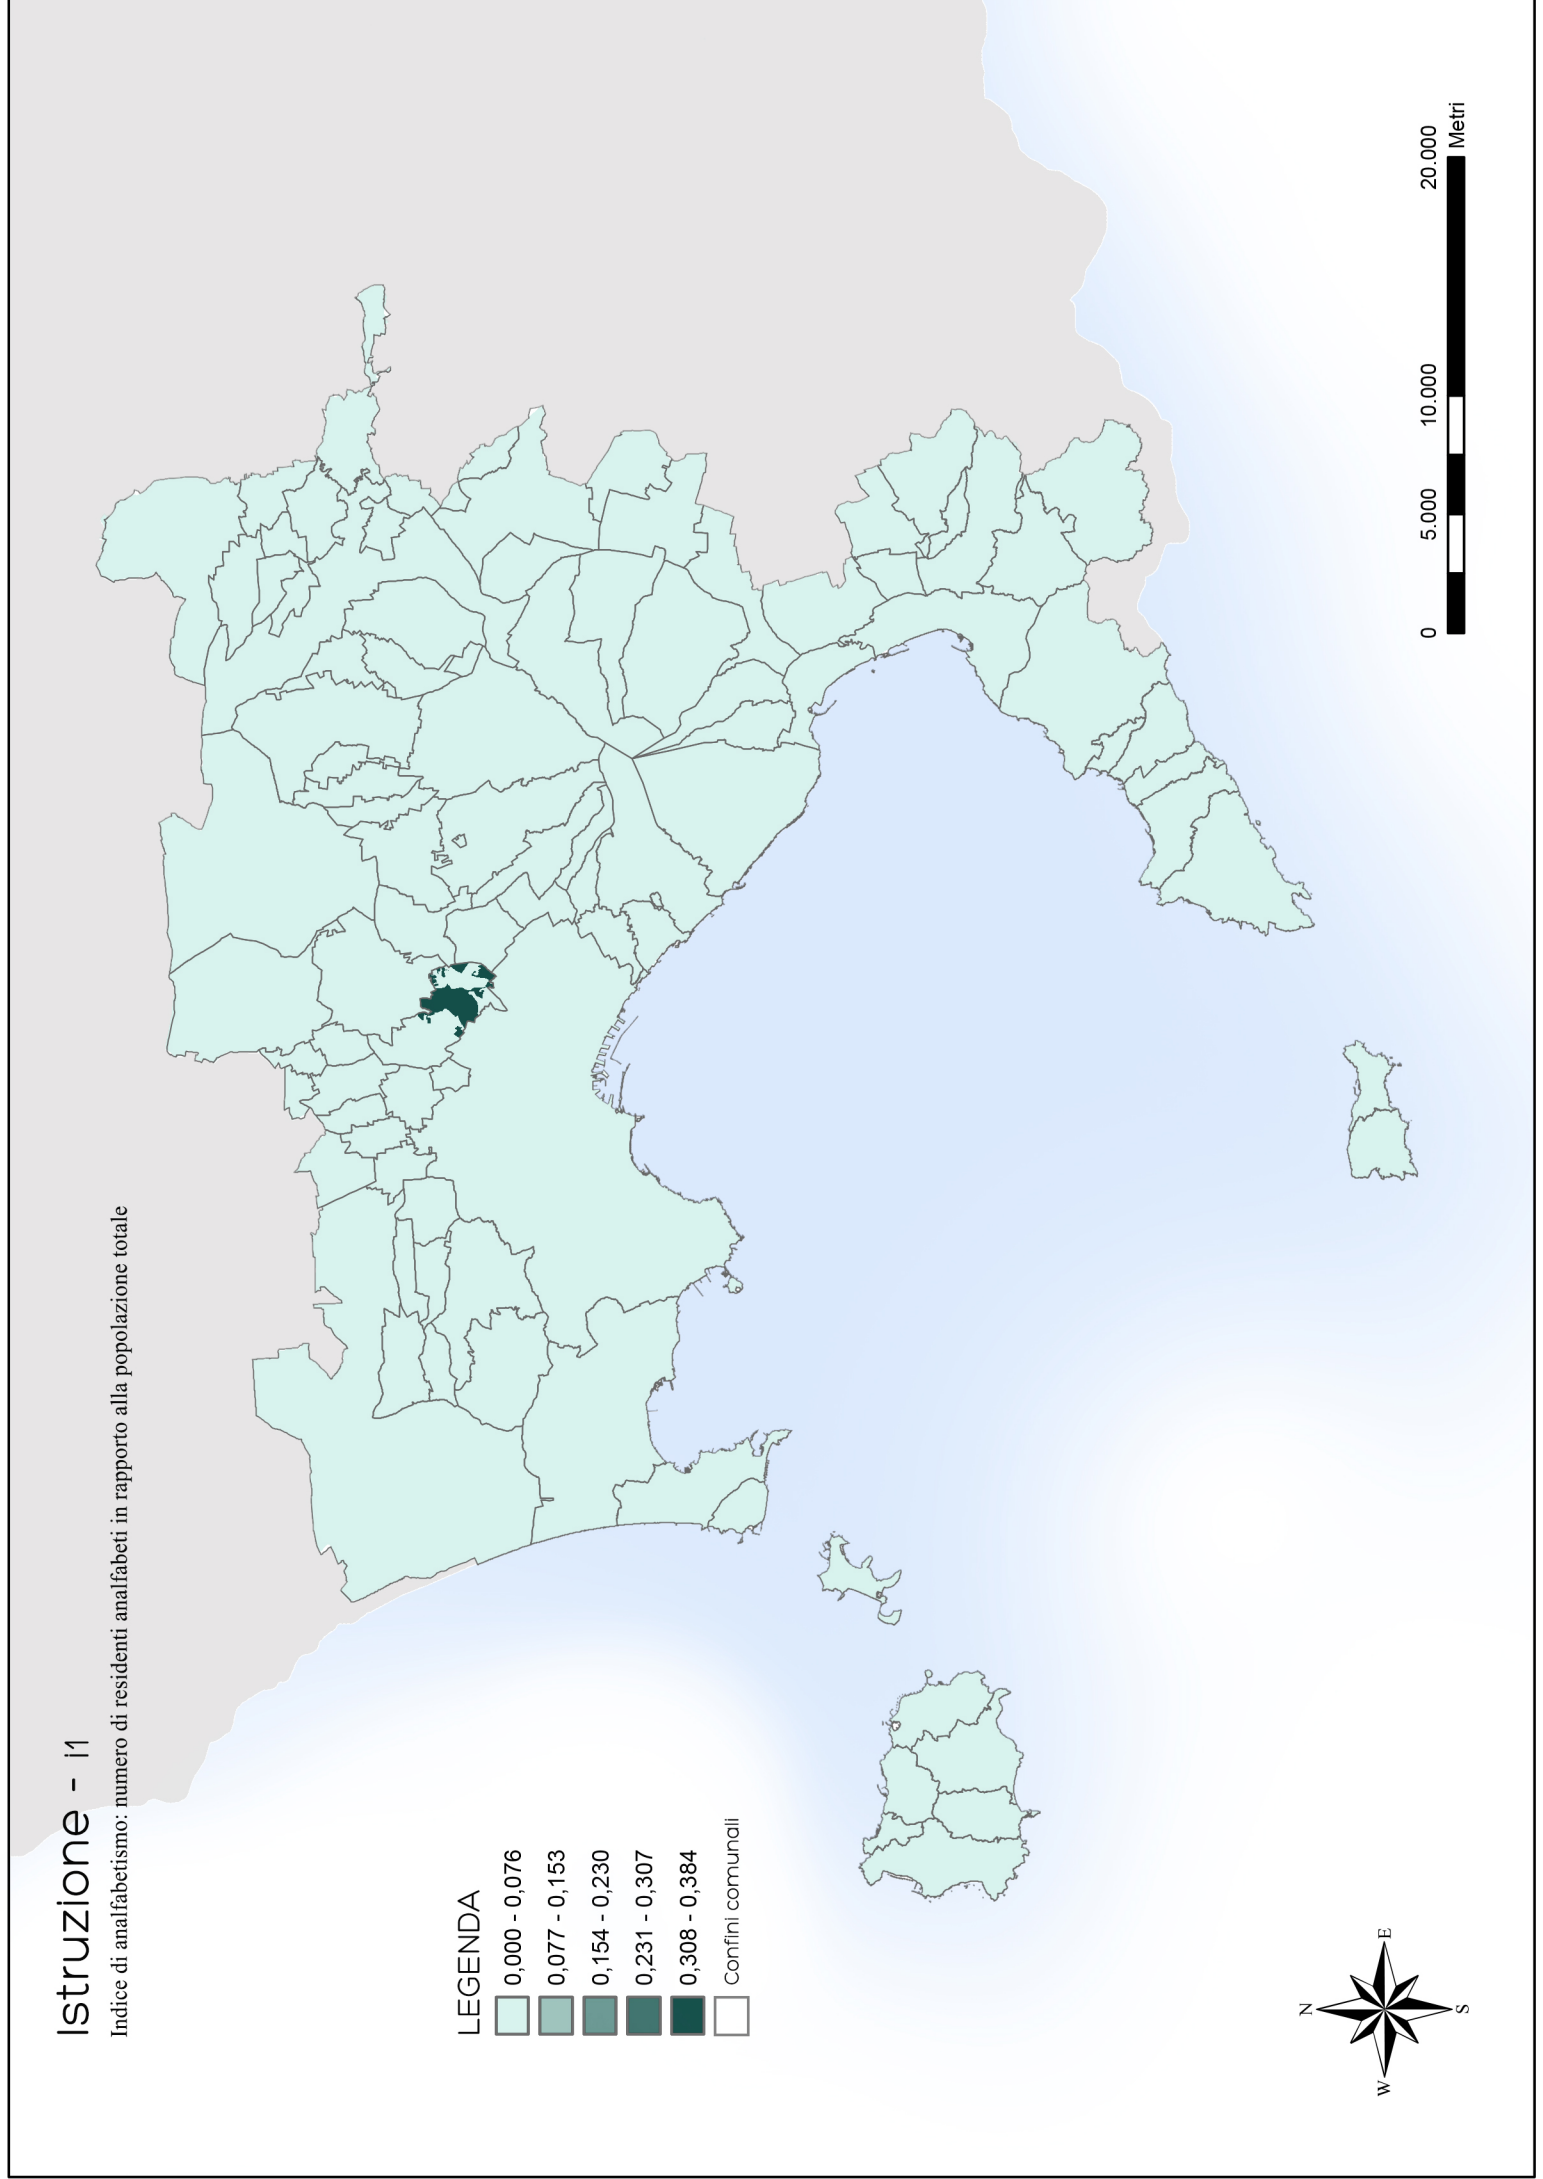 Istruzione - i1
Indice di analfabetismo: numero di residenti analfabeti in rapporto alla popolazione totale
LEGENDA
0,000 - 0,076
0,077 - 0,153
0,154 - 0,230
0,231 - 0,307
0,308 - 0,384
Confini comunali
N
W
E
S
0
5.000
10.000
20.000
Metri